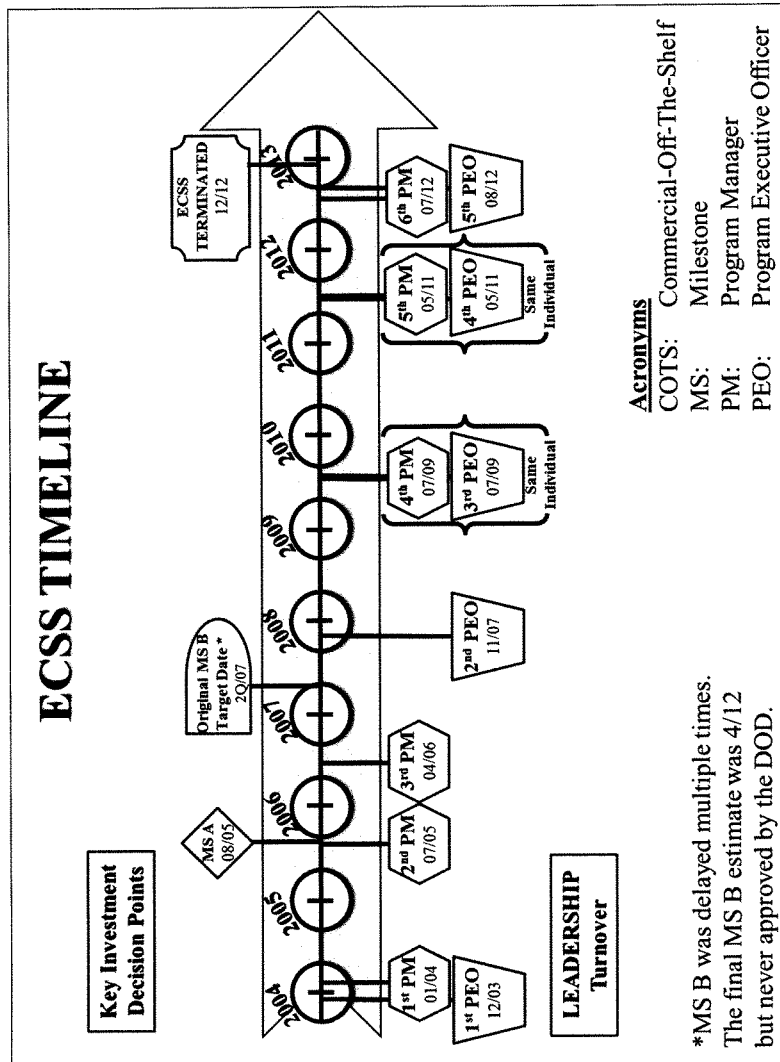 ECSS TIMELINE
Key Investment
Decision Points
MS A
08/05
Original MS B
Target Date *
2Q/07
ECSS
TERMINATED
12/12
2004
2005
2006
2007
2008
2009
2010
2011
2012
2013
1st PM
01/04
1st PEO
12/03
2nd PM
07/05
3rd PM
04/06
2nd PEO
11/07
4th PM
07/09
3rd PEO
07/09
Same
Individual
5th PM
05/11
4th PEO
05/11
Same
Individual
6th PM
07/12
5th PEO
08/12
LEADERSHIP
Turnover
*MS B was delayed multiple times.
The final MS B estimate was 4/12
but never approved by the DOD.
Acronyms
COTS: Commercial-Off-The-Shelf
MS: Milestone
PM: Program Manager
PEO: Program Executive Officer